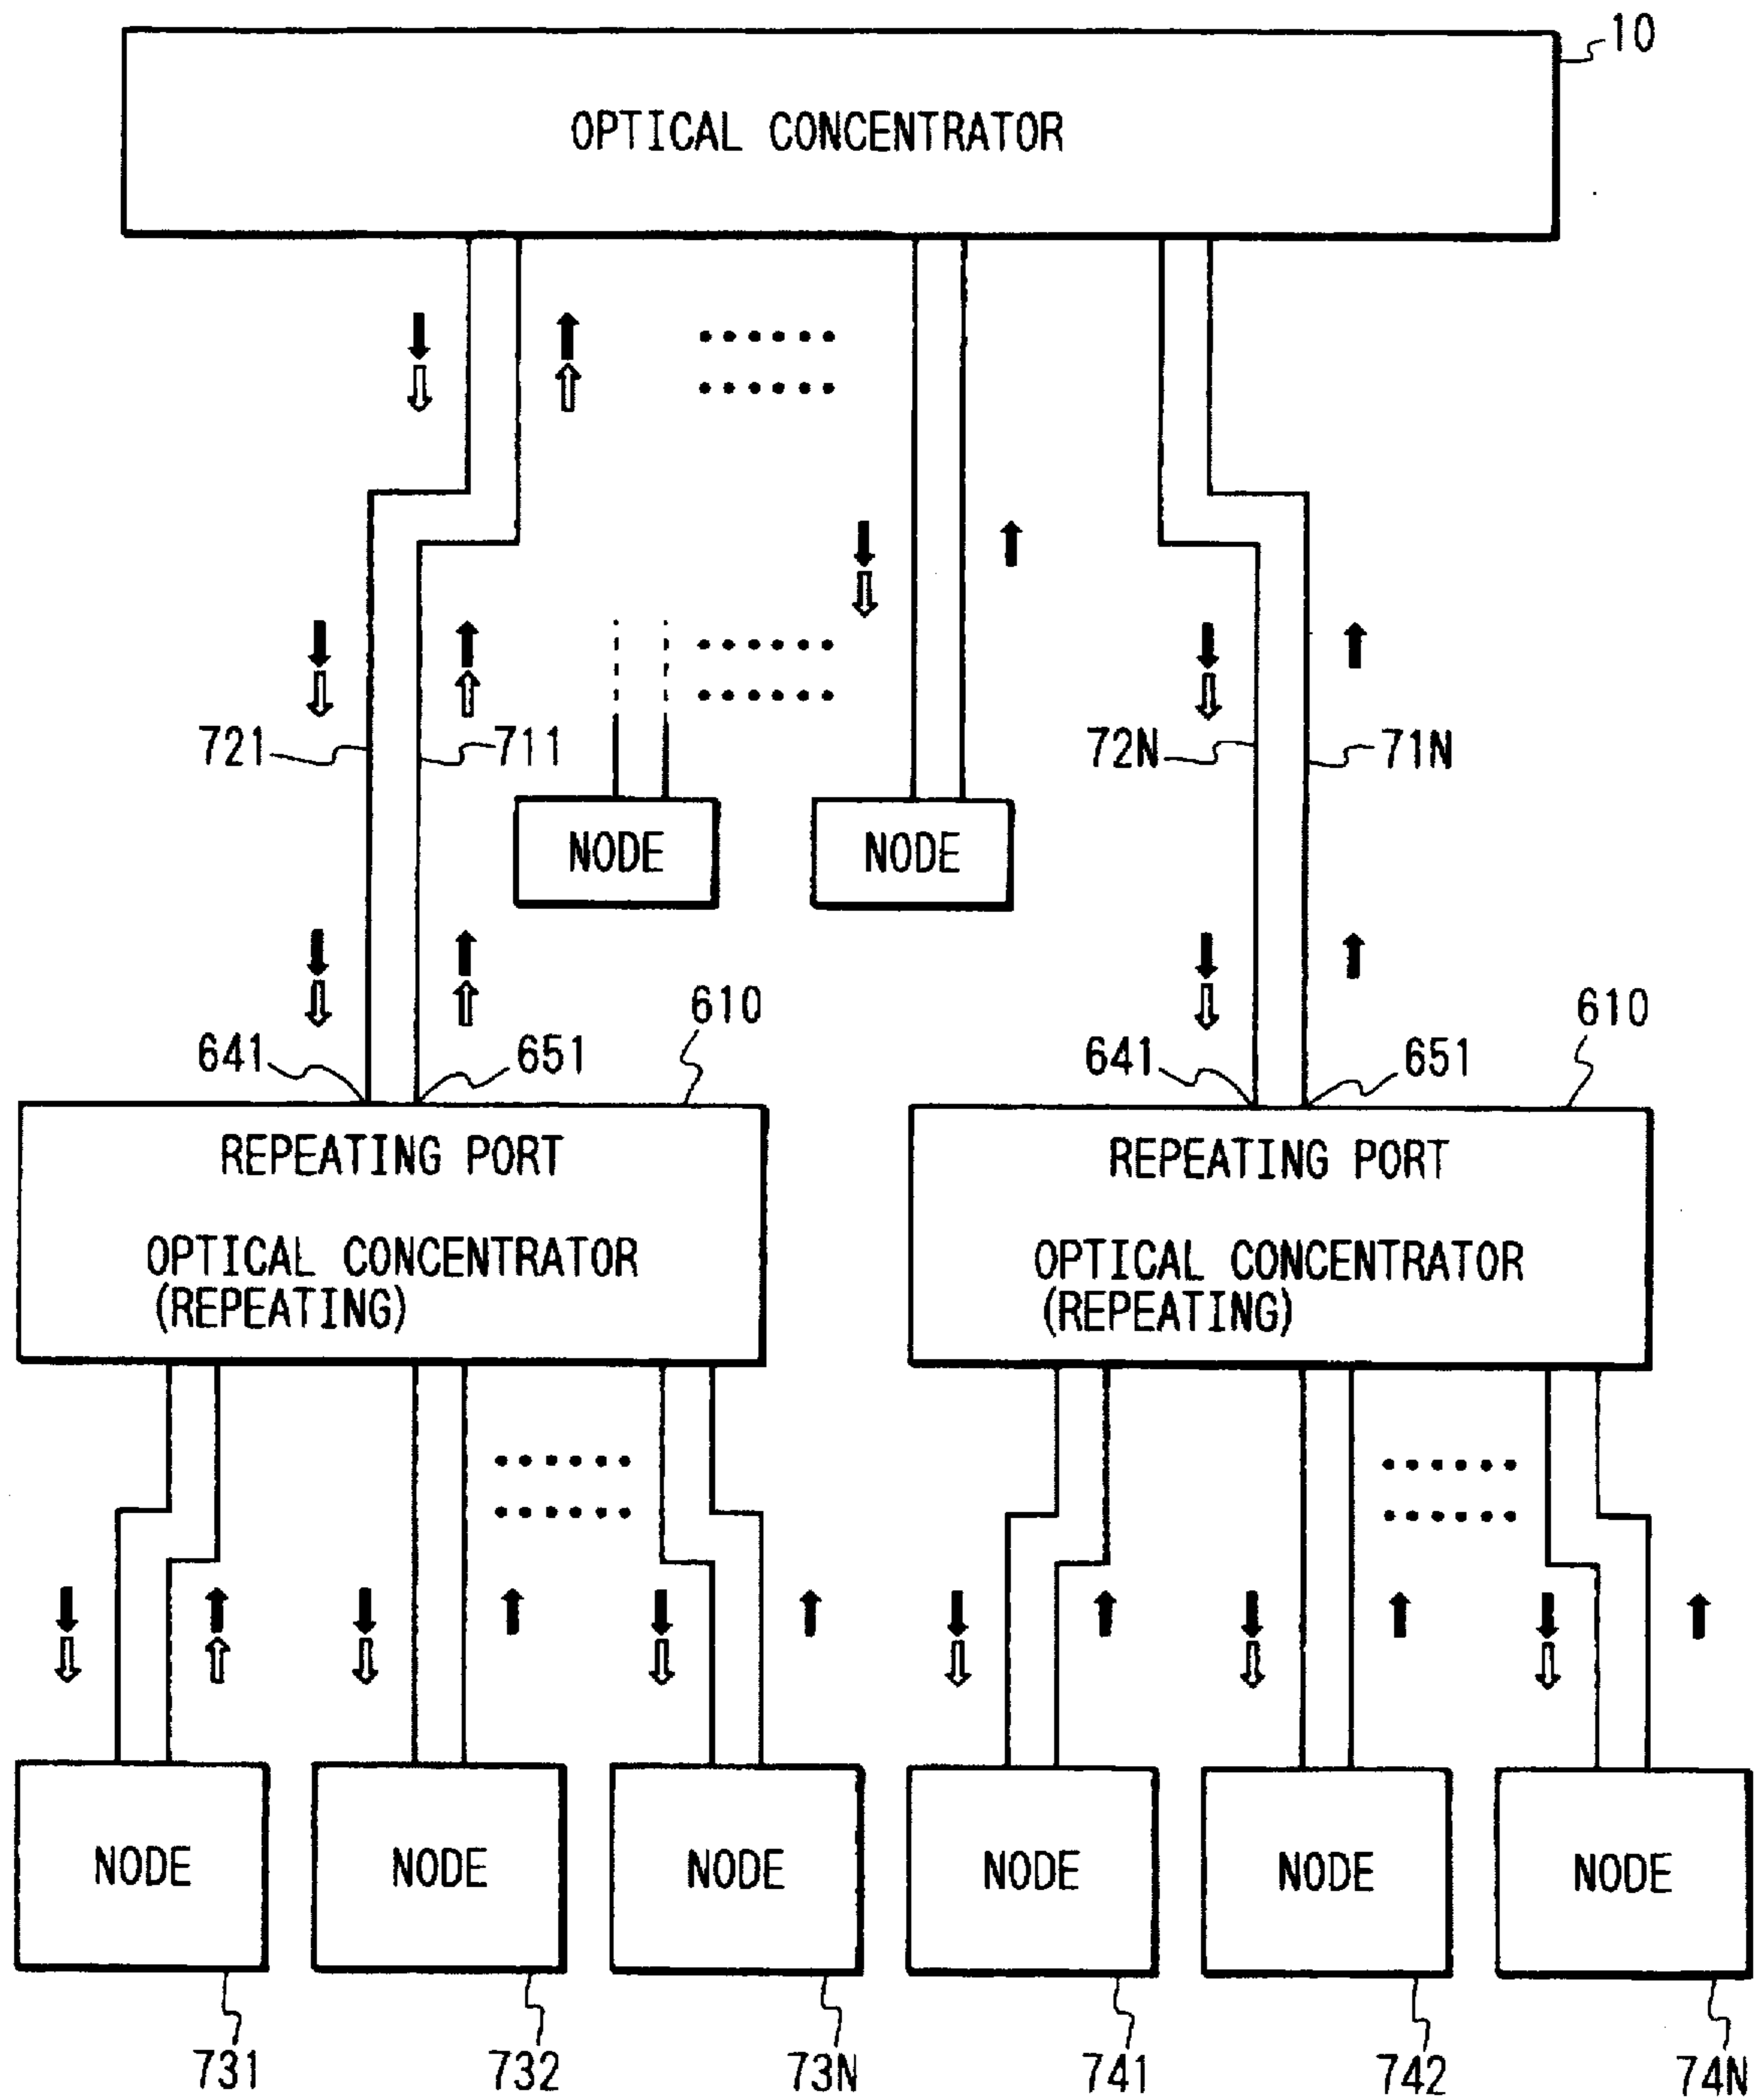 10
OPTICAL CONCENTRATOR
721
711
72N
71N
NODE
NODE
641
651
610
641
651
610
REPEATING PORT
OPTICAL CONCENTRATOR
(REPEATING)
REPEATING PORT
OPTICAL CONCENTRATOR
(REPEATING)
NODE
NODE
NODE
NODE
NODE
NODE
731
732
73N
741
742
74N